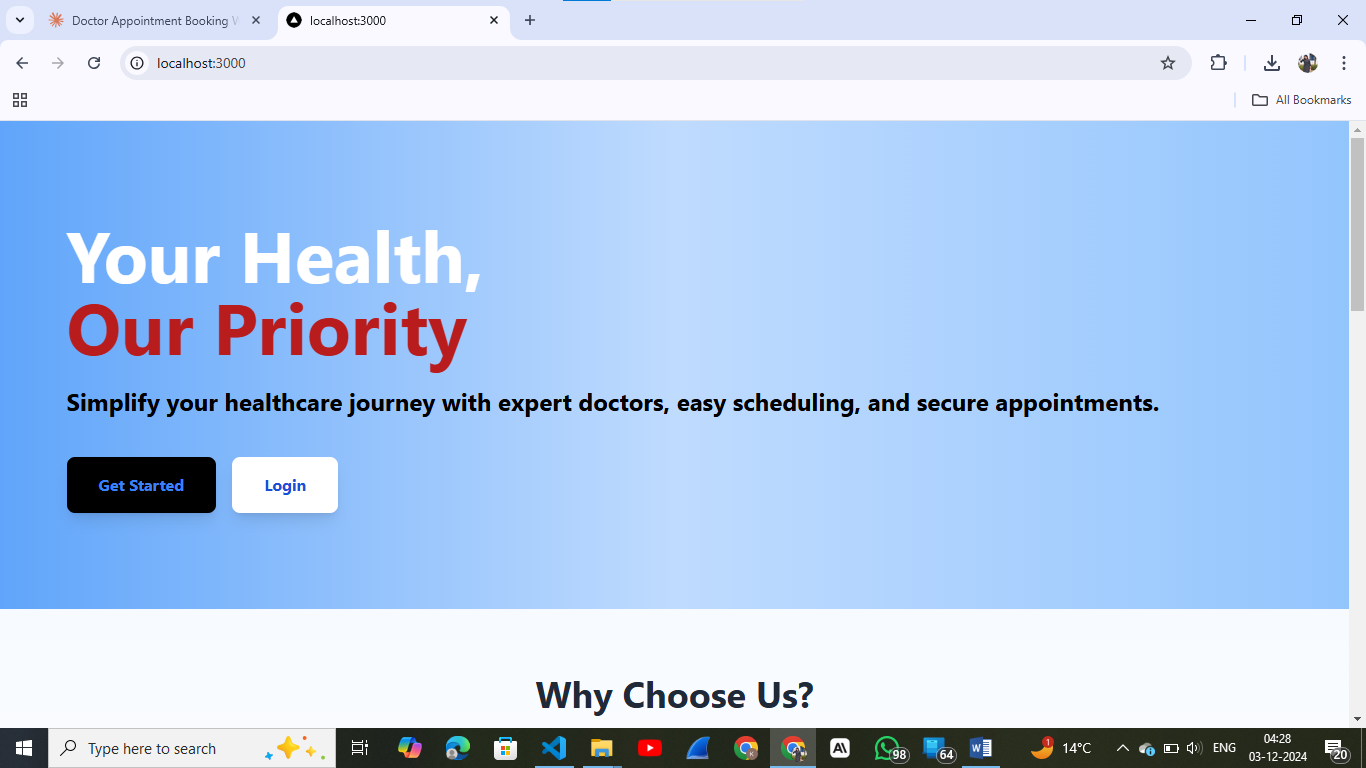 Doctor Appointment Booking W
localhost:3000
localhost:3000
All Bookmarks
Your Health,
Our Priority
Simplify your healthcare journey with expert doctors, easy scheduling, and secure appointments.
Get Started
Login
Why Choose Us?
Type here to search
98
64
1
14°C
ENG
04:28
03-12-2024
20